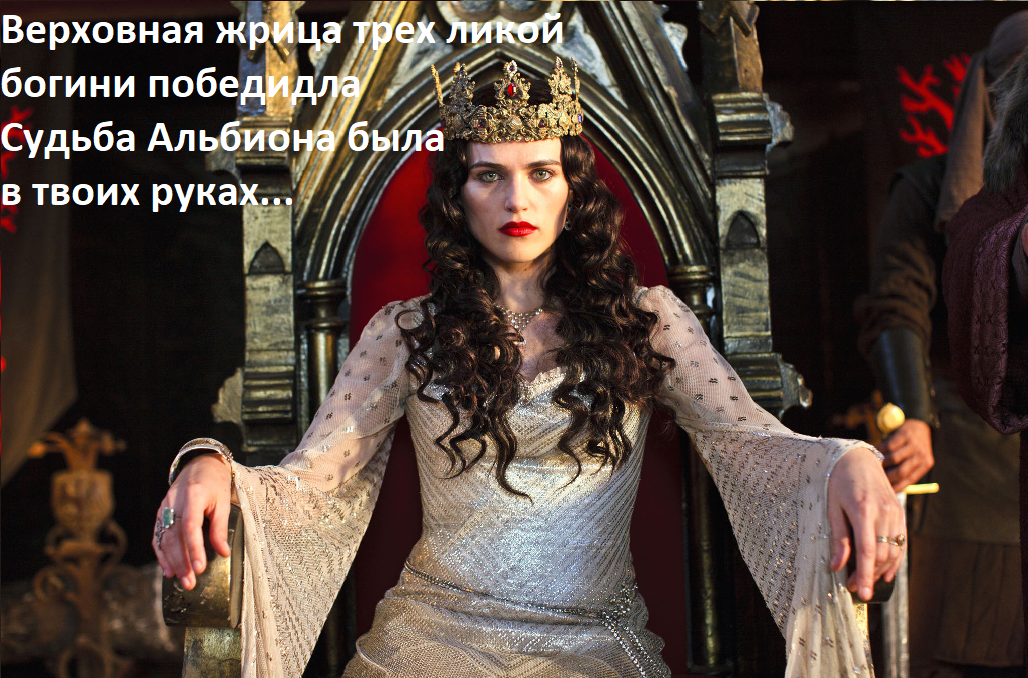 Верховная жрица трех ликой
богини победидла
Судьба Альбиона была
в твоих руках...